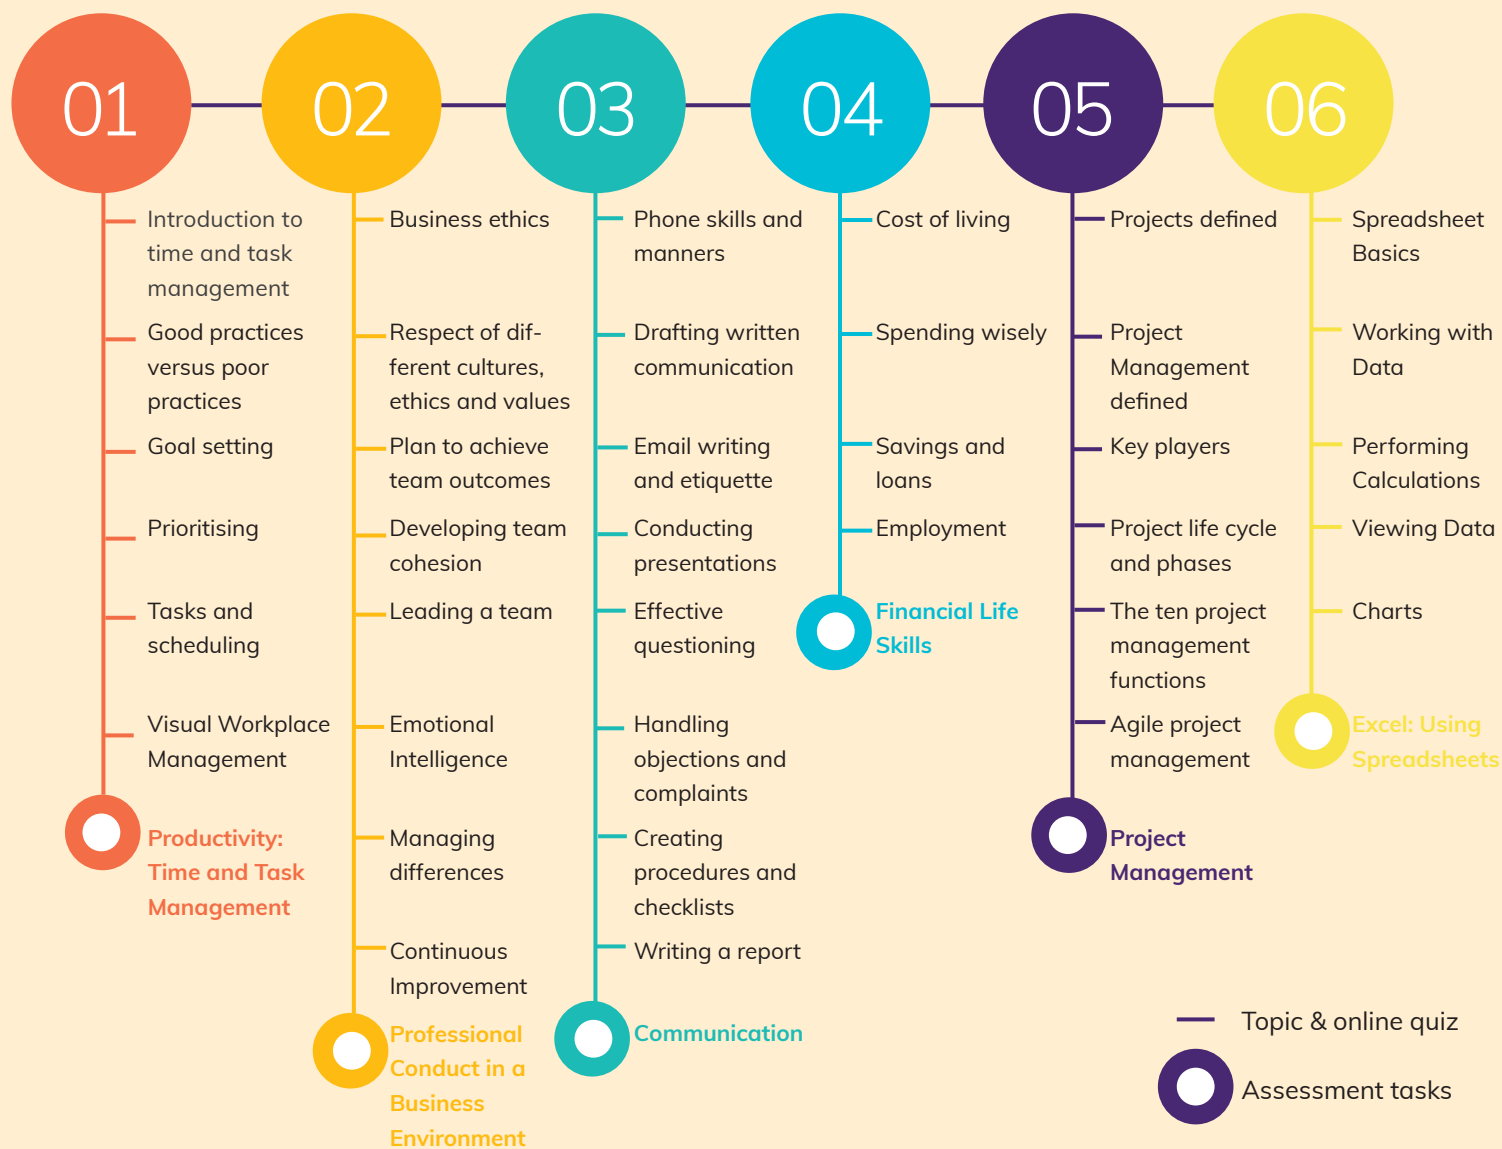 01
Introduction to
time and task
management
Good practices
versus poor
practices
Goal setting
Prioritising
Tasks and
scheduling
Visual Workplace
Management
Productivity:
Time and Task
Management
02
Business ethics
Respect of dif-
ferent cultures,
ethics and values
Plan to achieve
team outcomes
Developing team
cohesion
Leading a team
Emotional
Intelligence
Managing
differences
Continuous
Improvement
Professional
Conduct in a
Business
Environment
03
Phone skills and
manners
Drafting written
communication
Email writing
and etiquette
Conducting
presentations
Effective
questioning
Handling
objections and
complaints
Creating
procedures and
checklists
Writing a report
Communication
04
Cost of living
Spending wisely
Savings and
loans
Employment
Financial Life
Skills
05
Projects defined
Project
Management
defined
Key players
Project life cycle
and phases
The ten project
management
functions
Agile project
management
Project
Management
06
Spreadsheet
Basics
Working with
Data
Performing
Calculations
Viewing Data
Charts
Excel: Using
Spreadsheets
Topic & online quiz
Assessment tasks